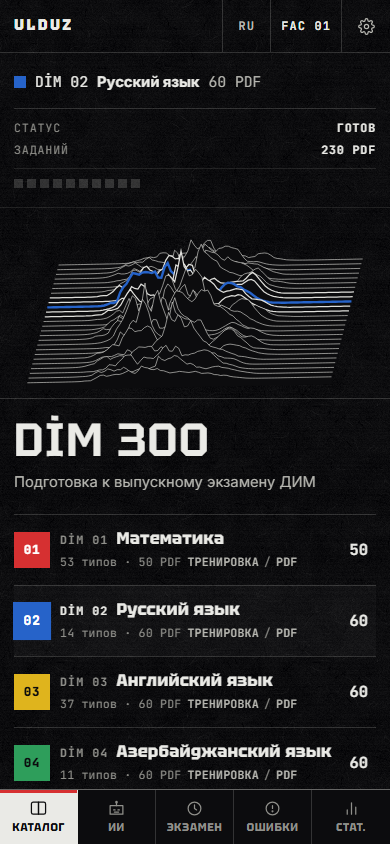 ULDUZ
RU
FAC 01
DİM 02 Русский язык 60 PDF
СТАТУС ГОТОВ
ЗАДАНИЙ 230 PDF
DİM 300
Подготовка к выпускному экзамену ДИМ
01 DİM 01 Математика
53 типов · 50 PDF ТРЕНИРОВКА / PDF 50
02 DİM 02 Русский язык
14 типов · 60 PDF ТРЕНИРОВКА / PDF 60
03 DİM 03 Английский язык
37 типов · 60 PDF ТРЕНИРОВКА / PDF 60
04 DİM 04 Азербайджанский язык
11 типов · 60 PDF ТРЕНИРОВКА / PDF 60
КАТАЛОГ ИИ ЭКЗАМЕН ОШИБКИ СТАТ.